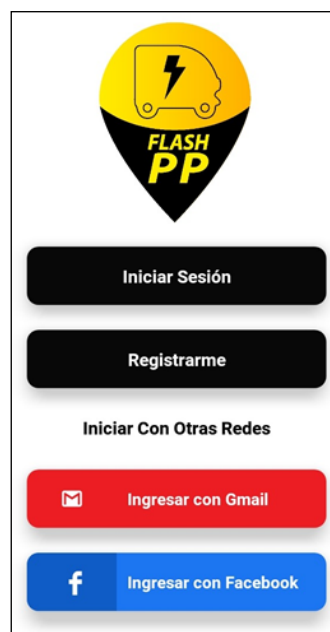 FLASH
PP
Iniciar Sesión
Registrarme
Iniciar Con Otras Redes
Ingresar con Gmail
Ingresar con Facebook